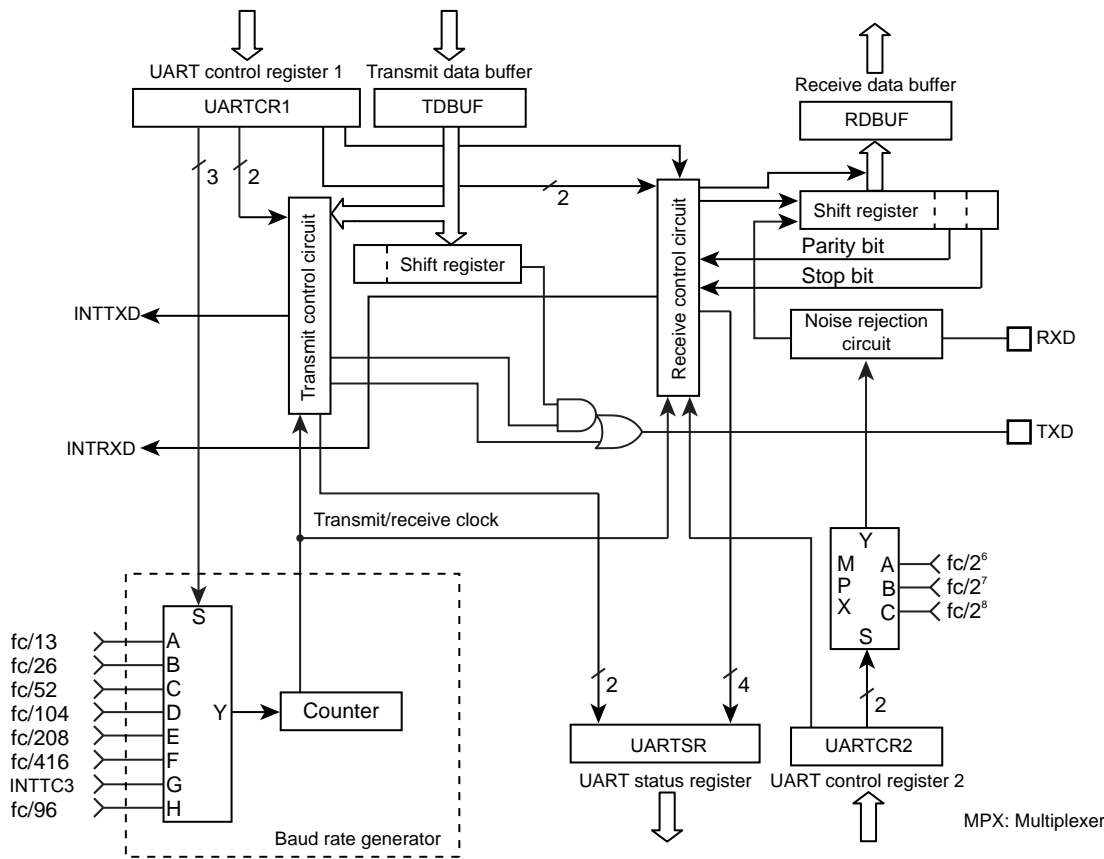 UART control register 1
Transmit data buffer
Receive data buffer
UARTCR1
TDBUF
RDBUF
3
2
2
Transmit control circuit
Receive control circuit
Shift register
Shift register
Parity bit
Stop bit
INTTXD
Noise rejection
circuit
RXD
INTRXD
TXD
Transmit/receive clock
Y
M
P
X
A
B
C
S
fc/2⁶
fc/2⁷
fc/2⁸
S
fc/13
A
fc/26
B
fc/52
C
fc/104
D
fc/208
E
fc/416
F
INTTC3
G
fc/96
H
Y
Counter
2
4
2
UARTSR
UARTCR2
UART status register
UART control register 2
Baud rate generator
MPX: Multiplexer